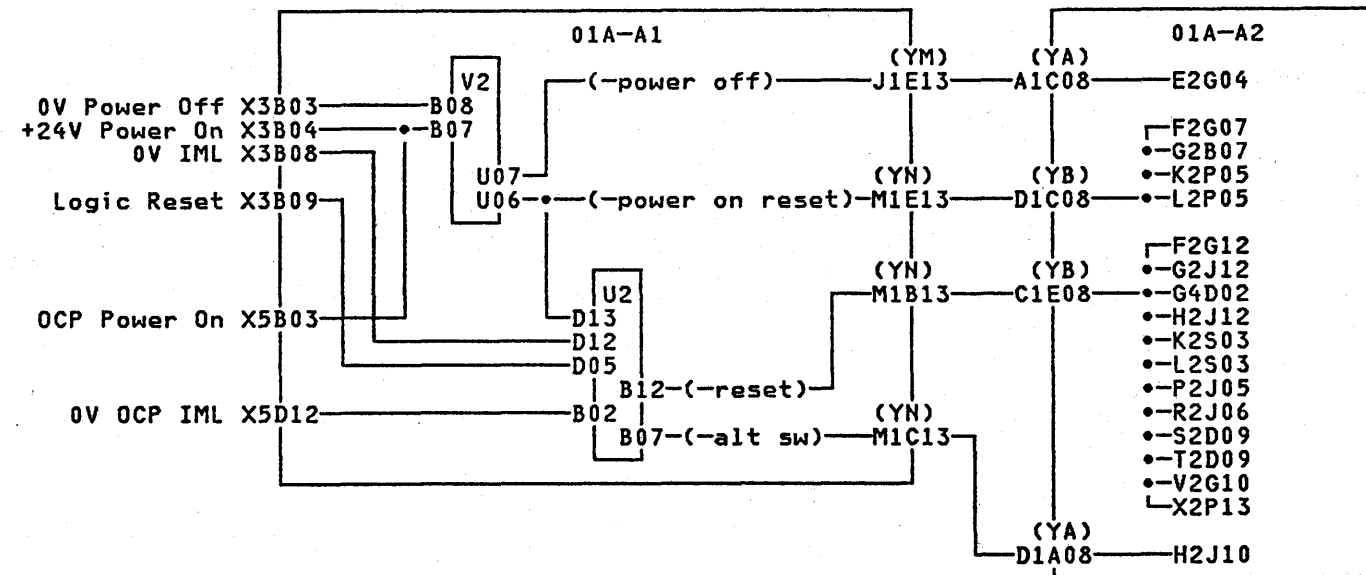 01A-A1 01A-A2
(YM) (YA)
V2 (-power off) J1E13 A1C08 E2G04
0V Power Off X3B03 B08
+24V Power On X3B04 B07 F2G07
0V IML X3B08 G2B07
U07 (YN) (YB) K2P05
Logic Reset X3B09 U06 (-power on reset) M1E13 D1C08 L2P05
F2G12
(YN) (YB) G2J12
U2 M1B13 C1E08 G4D02
OCP Power On X5B03 D13 H2J12
D12 K2S03
D05 L2S03
B12 (-reset) P2J05
0V OCP IML X5D12 B02 (YN) R2J06
B07 (-alt sw) M1C13 S2D09
T2D09
V2G10
X2P13
(YA)
D1A08 H2J10